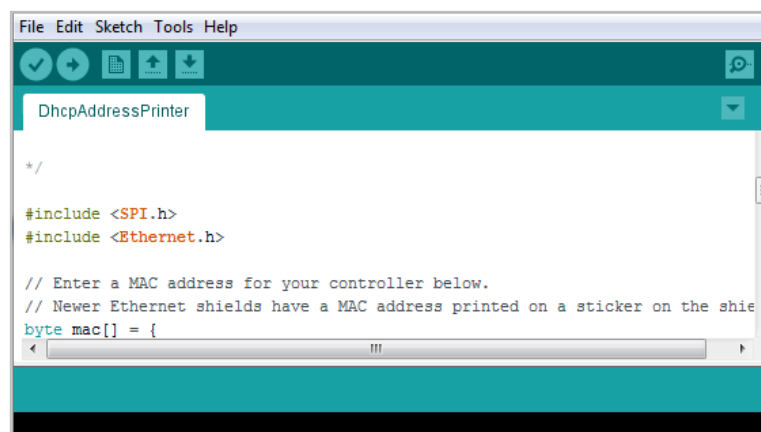 File Edit Sketch Tools Help
DhcpAddressPrinter
*/
#include <SPI.h>
#include <Ethernet.h>
// Enter a MAC address for your controller below.
// Newer Ethernet shields have a MAC address printed on a sticker on the shie
byte mac[] = {